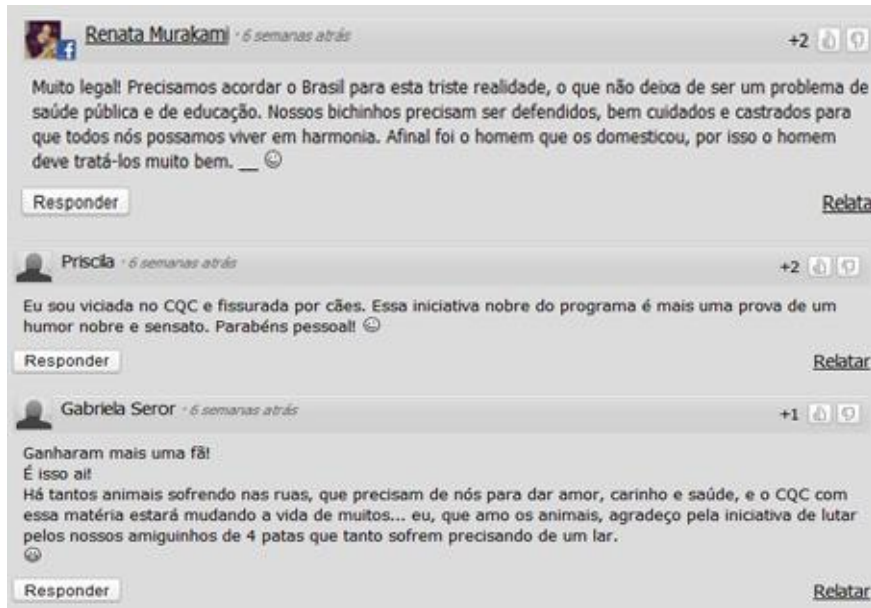 Renata Murakami · 6 semanas atrás
+2
Muito legal! Precisamos acordar o Brasil para esta triste realidade, o que não deixa de ser um problema de
saúde pública e de educação. Nossos bichinhos precisam ser defendidos, bem cuidados e castrados para
que todos nós possamos viver em harmonia. Afinal foi o homem que os domesticou, por isso o homem
deve tratá-los muito bem. __
Responder
Relata
Priscila · 6 semanas atrás
+2
Eu sou viciada no CQC e fissurada por cães. Essa iniciativa nobre do programa é mais uma prova de um
humor nobre e sensato. Parabéns pessoal!
Responder
Relatar
Gabriela Seror · 6 semanas atrás
+1
Ganharam mais uma fã!
É isso ai!
Há tantos animais sofrendo nas ruas, que precisam de nós para dar amor, carinho e saúde, e o CQC com
essa matéria estará mudando a vida de muitos... eu, que amo os animais, agradeço pela iniciativa de lutar
pelos nossos amiguinhos de 4 patas que tanto sofrem precisando de um lar.
Responder
Relatar